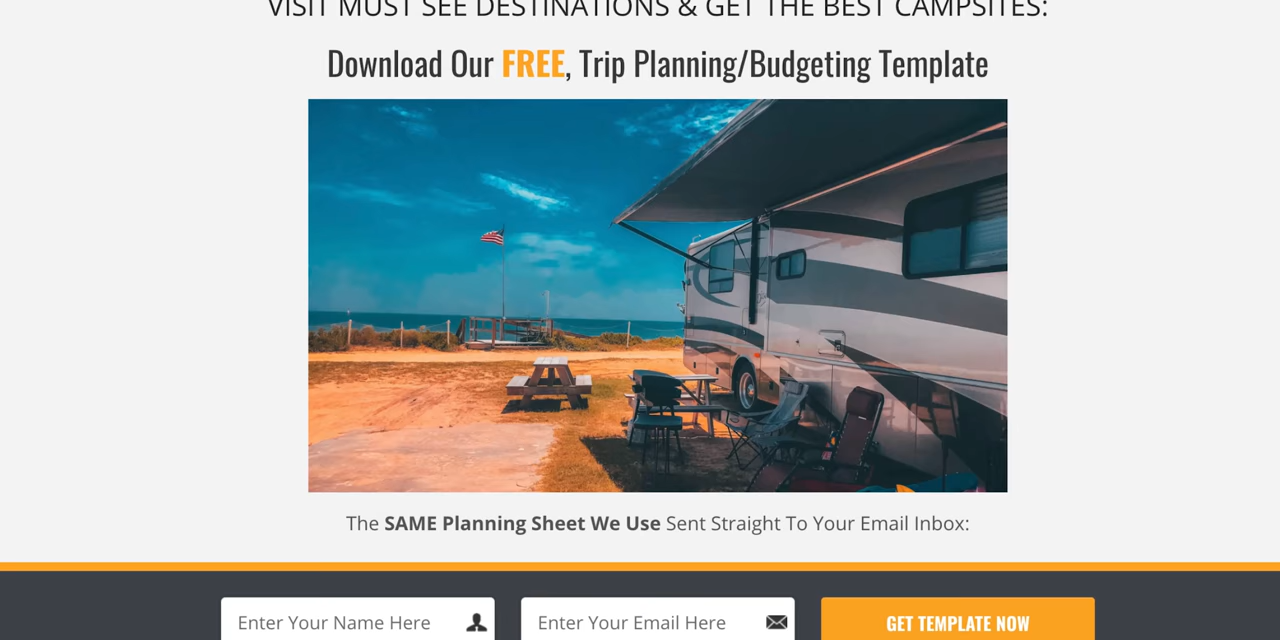 VISIT MUST SEE DESTINATIONS & GET THE BEST CAMPSITES:
Download Our FREE, Trip Planning/Budgeting Template
The SAME Planning Sheet We Use Sent Straight To Your Email Inbox:
Enter Your Name Here
Enter Your Email Here
GET TEMPLATE NOW